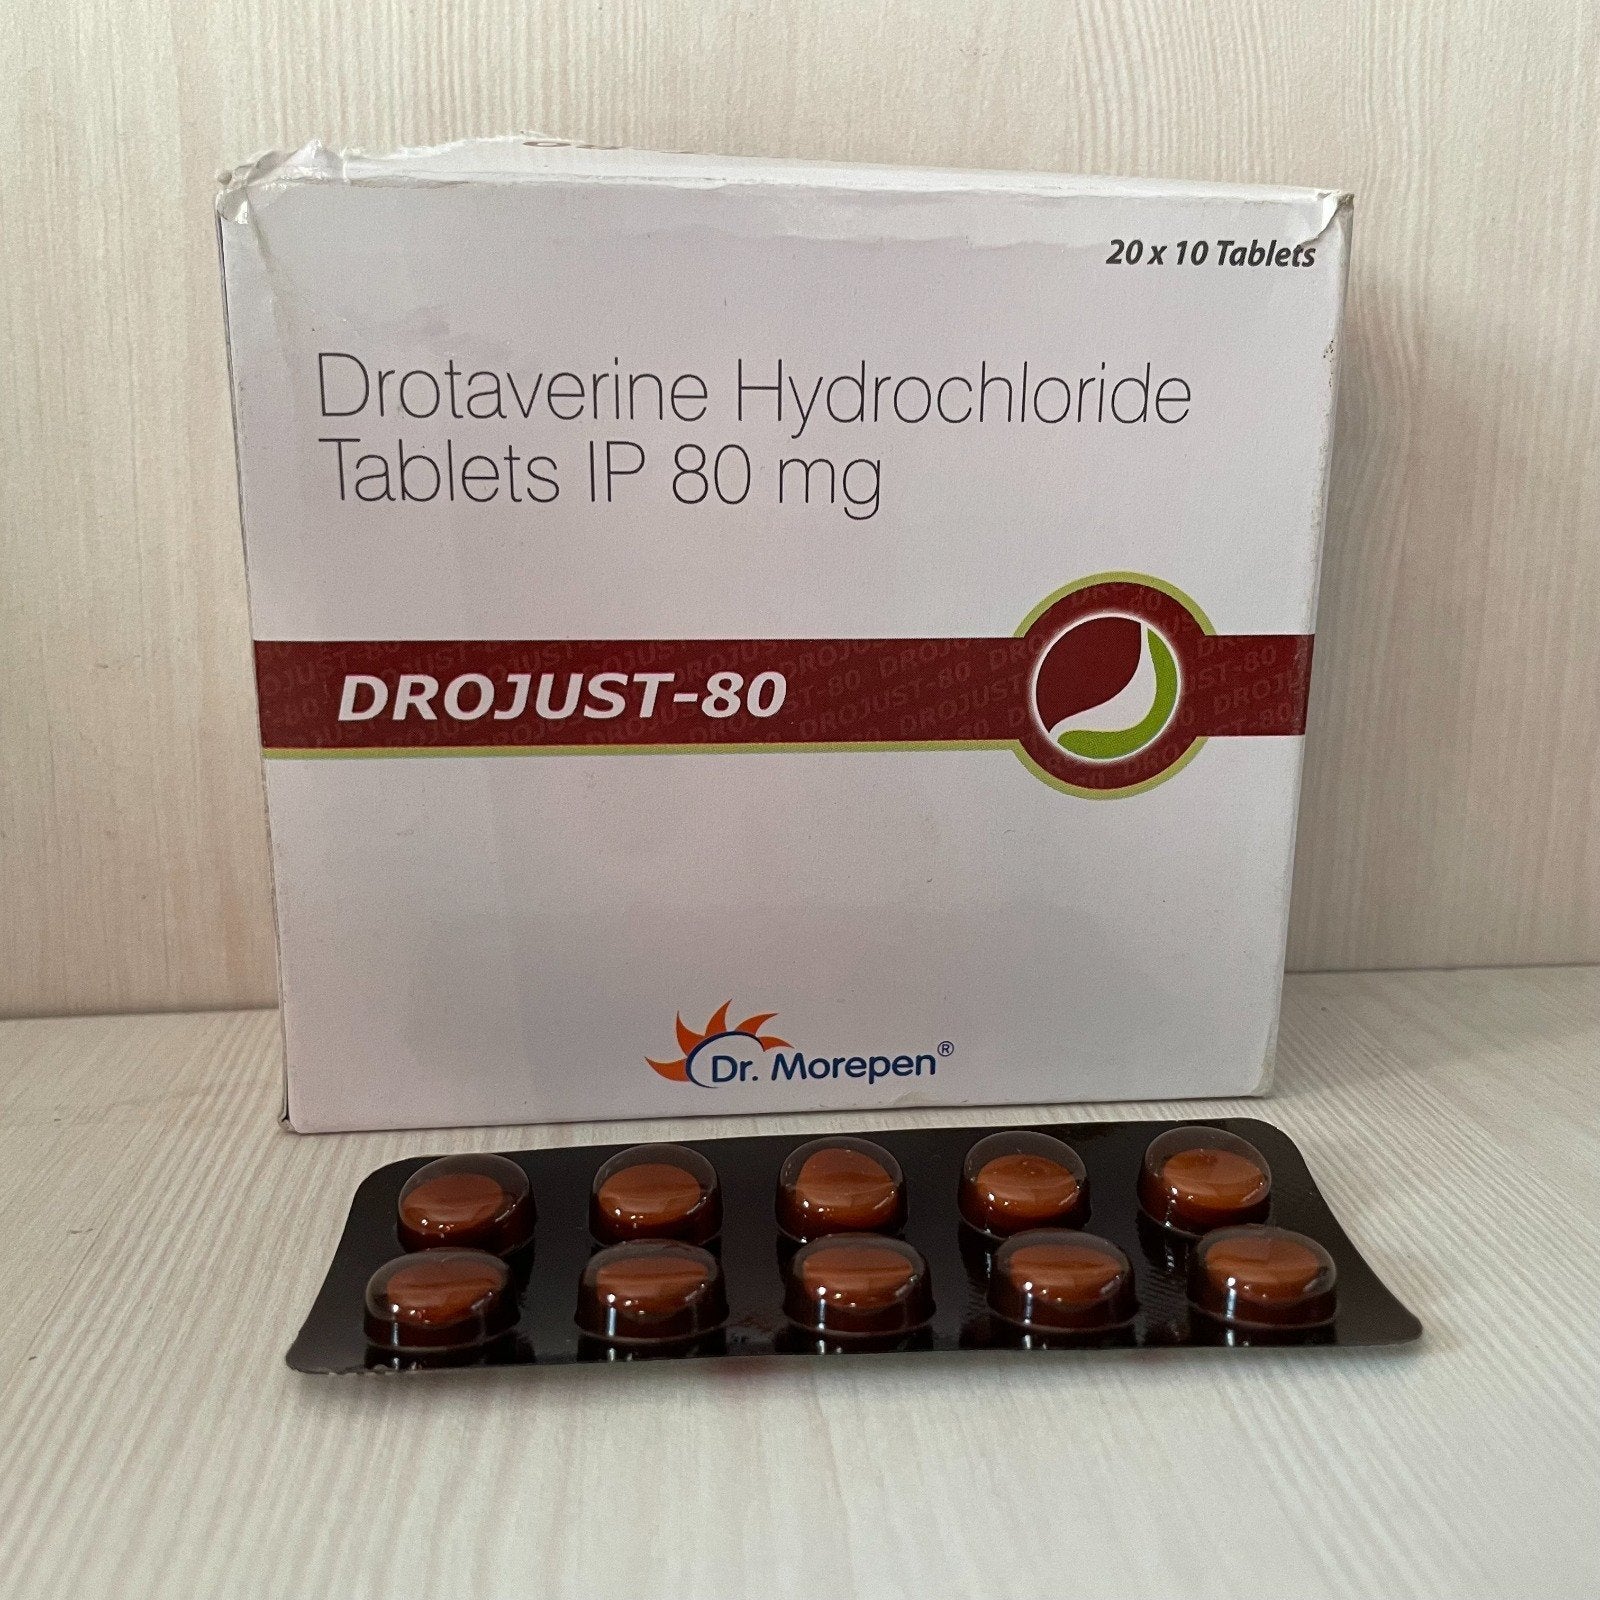 20 x 10 Tablets
Drotaverine Hydrochloride
Tablets IP 80 mg
DROJUST-80
Dr. Morepen®